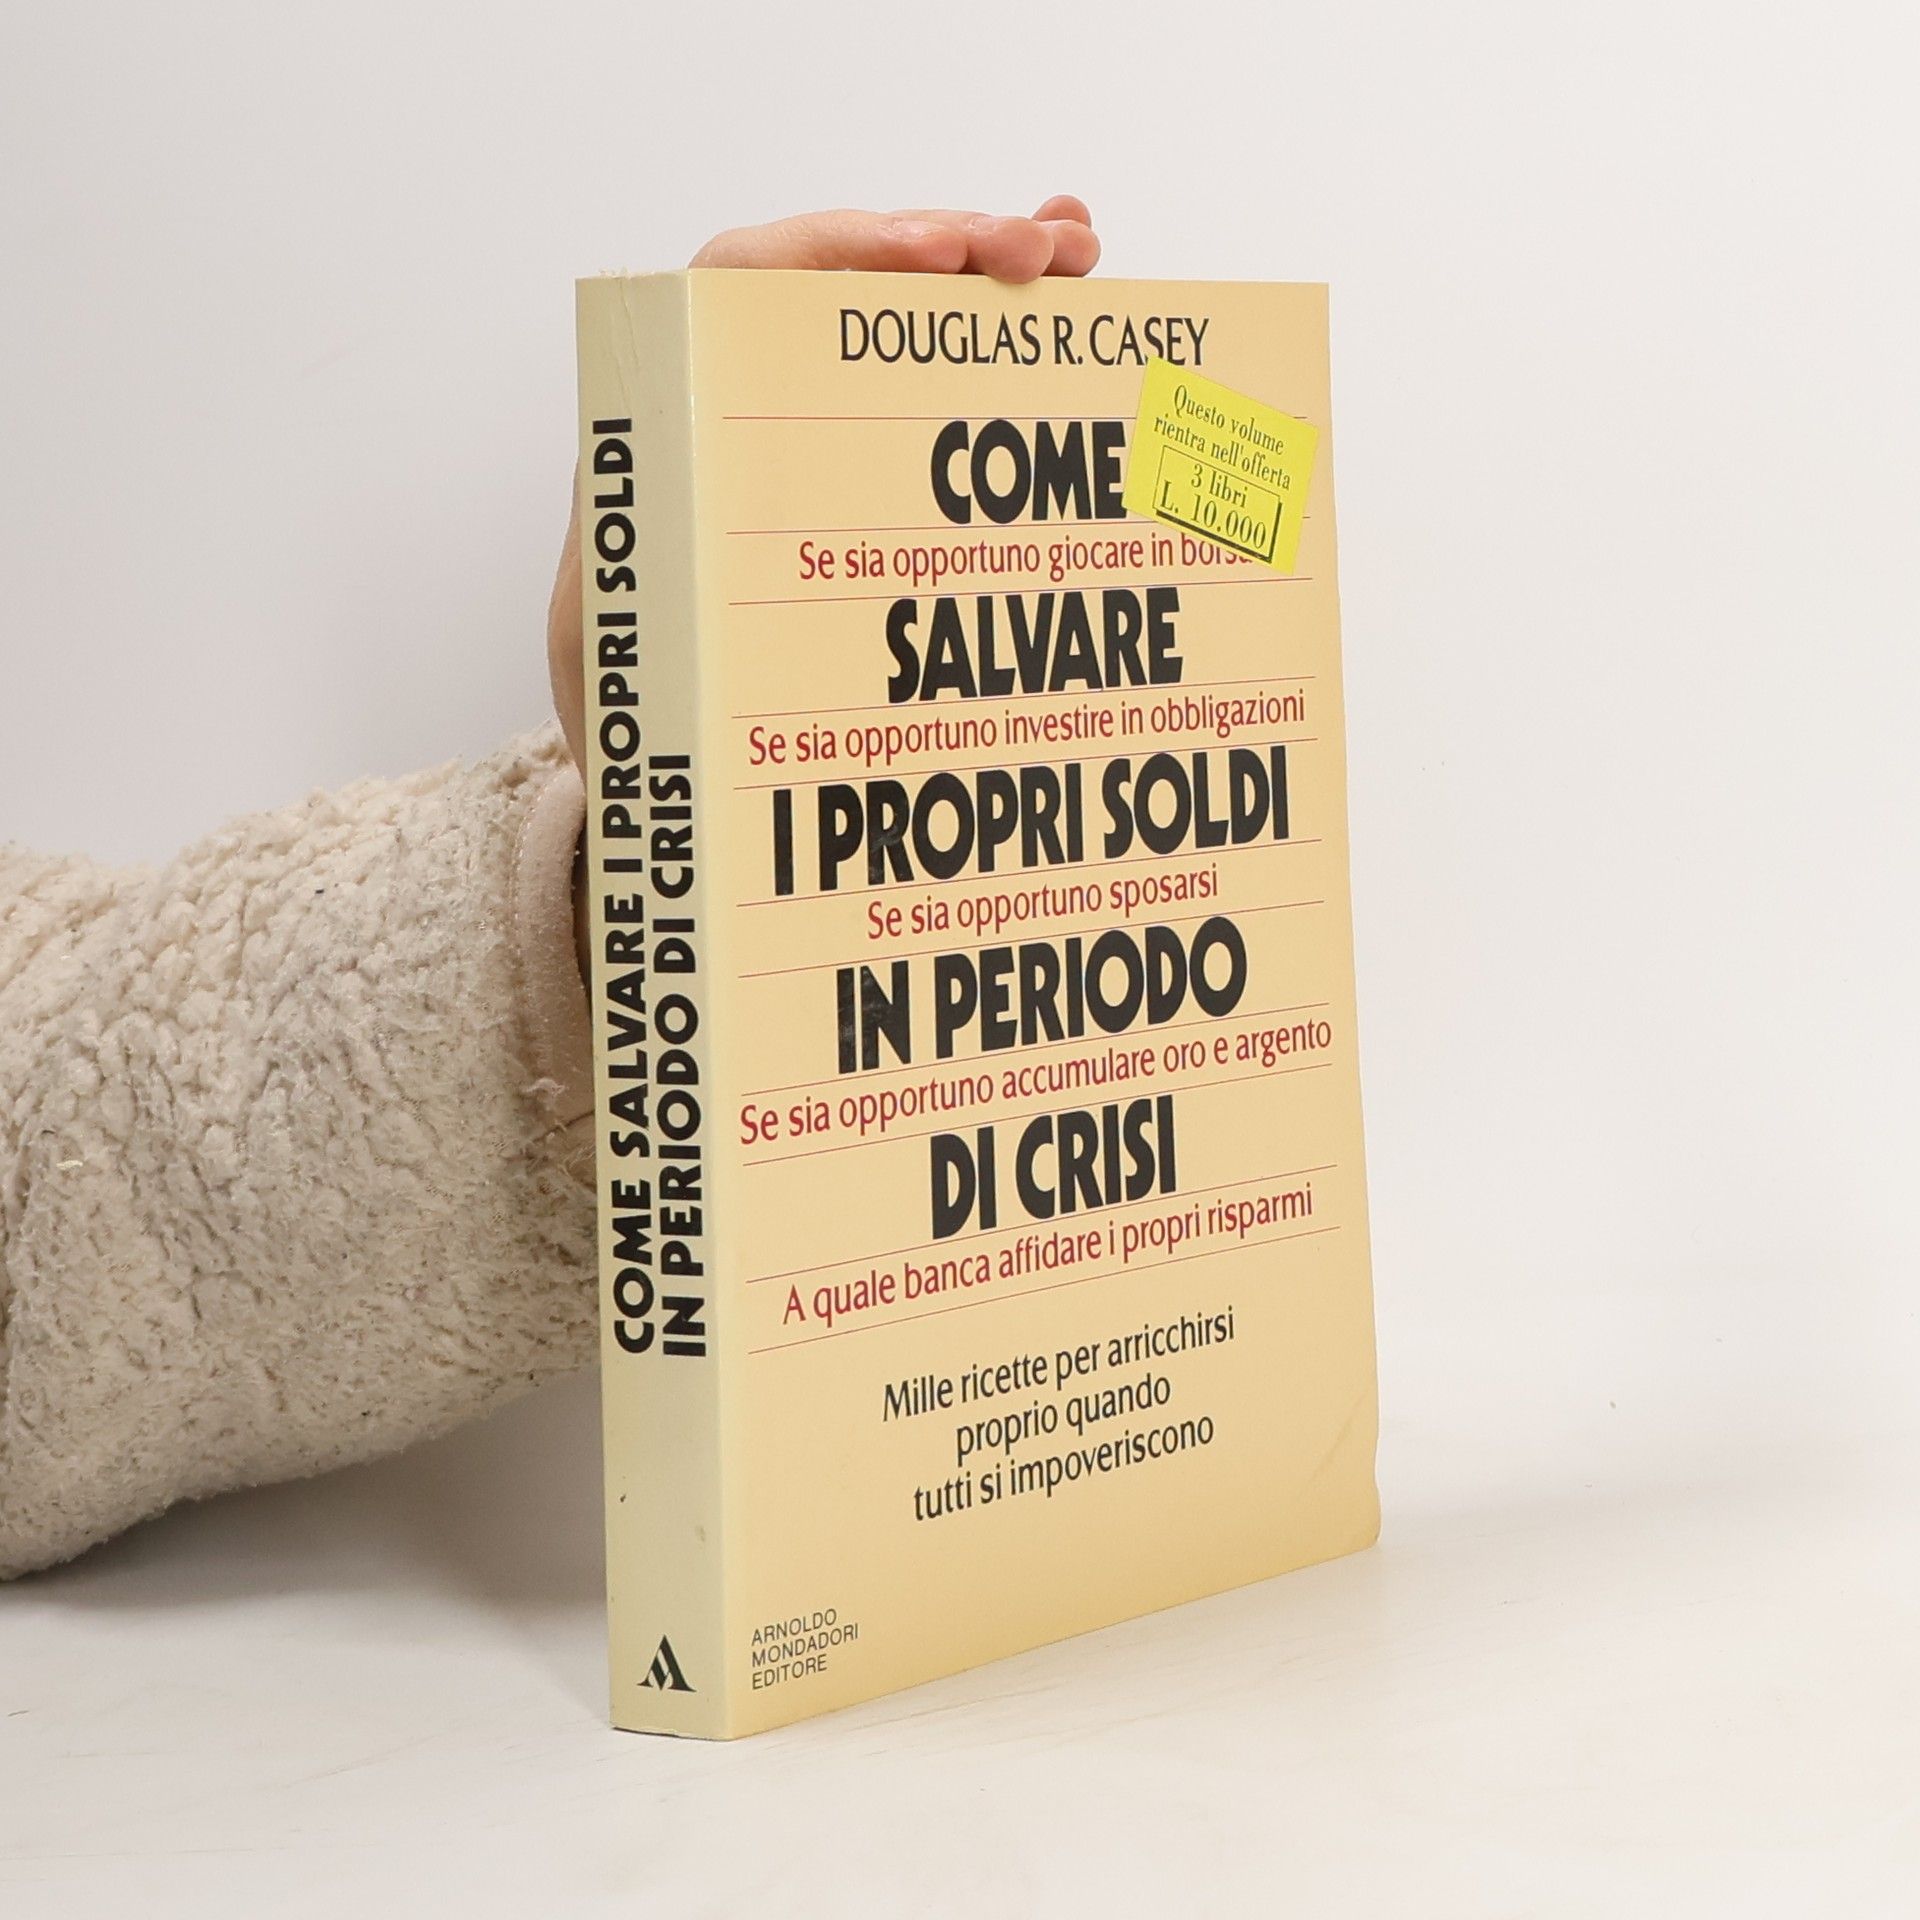 COME SALVARE I PROPRI SOLDI
IN PERIODO DI CRISI
DOUGLAS R. CASEY
Questo volume
rientra nell'offerta
3 libri
L. 10.000
COME
Se sia opportuno giocare in borsa
SALVARE
Se sia opportuno investire in obbligazioni
I PROPRI SOLDI
Se sia opportuno sposarsi
IN PERIODO
Se sia opportuno accumulare oro e argento
DI CRISI
A quale banca affidare i propri risparmi
Mille ricette per arricchirsi
proprio quando
tutti si impoveriscono
ARNOLDO
MONDADORI
EDITORE